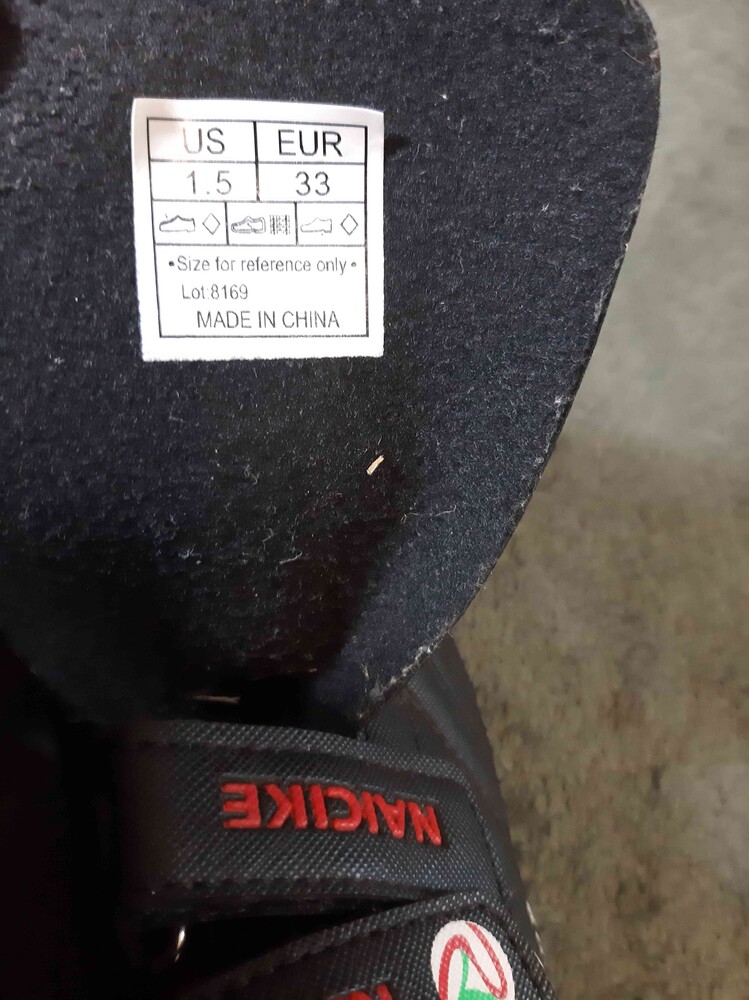 US EUR
1.5 33
•Size for reference only•
Lot:8169
MADE IN CHINA
NAICIKE